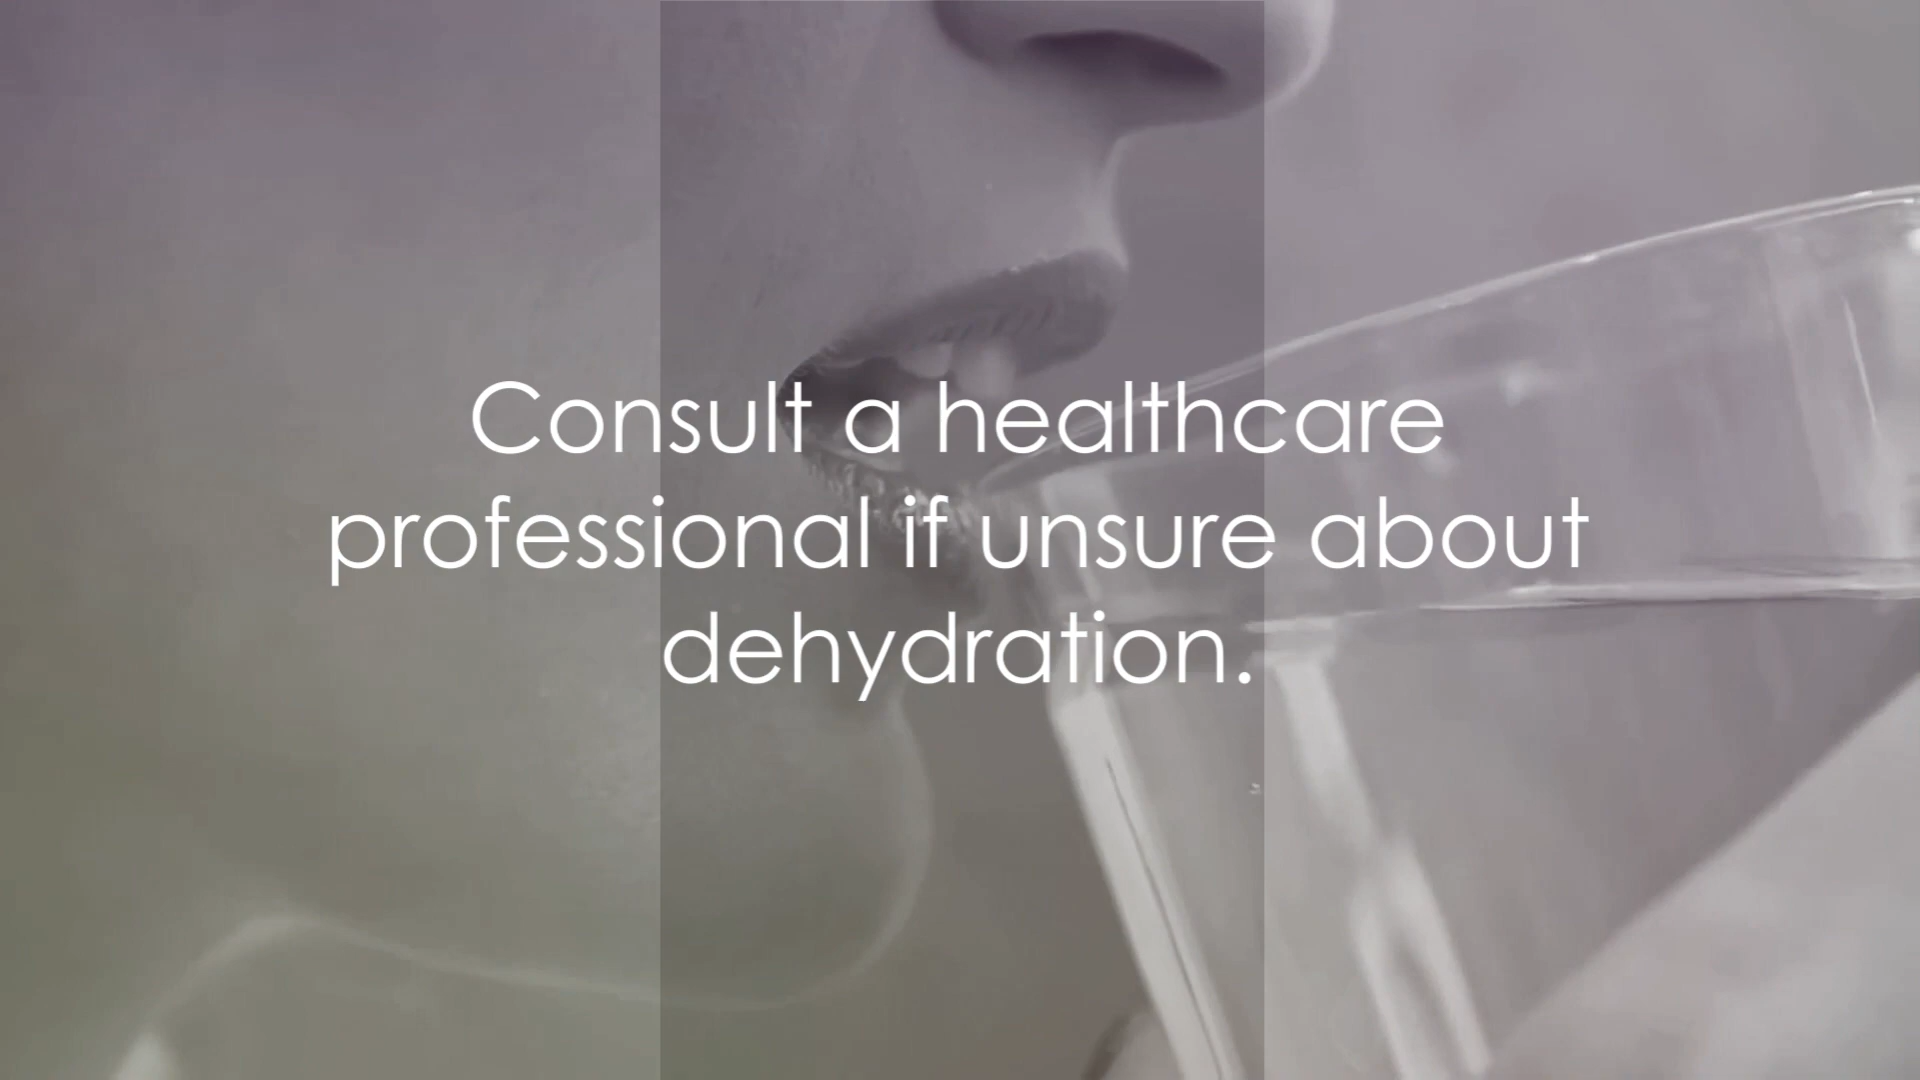 Consult a healthcare
professional if unsure about
dehydration.